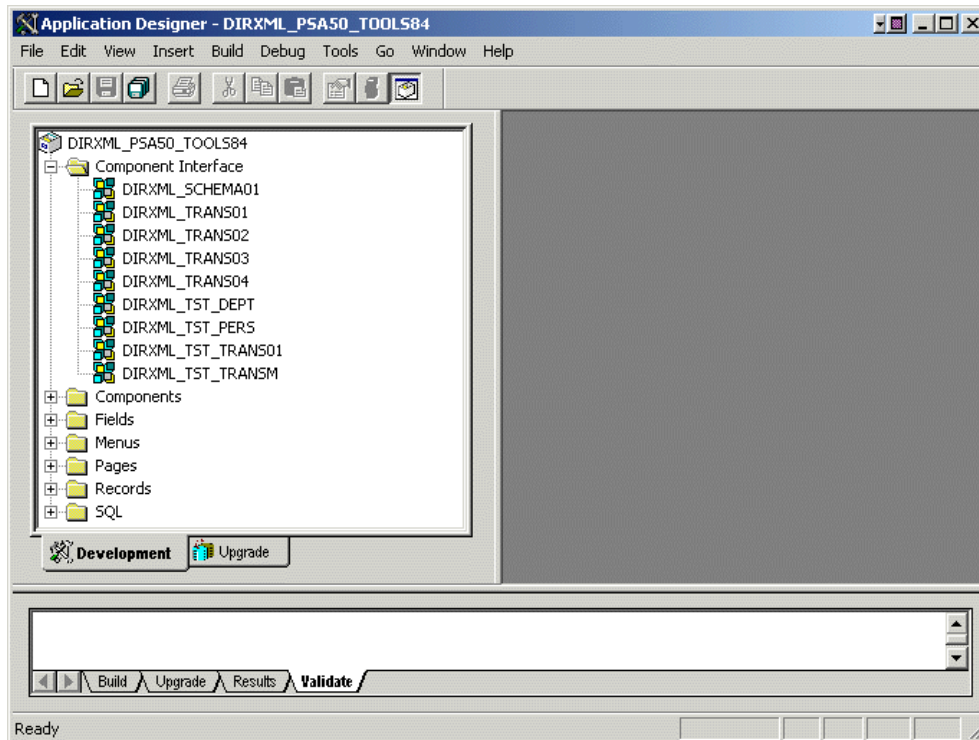 Application Designer - DIRXML_PSA50_TOOLS84
File Edit View Insert Build Debug Tools Go Window Help
DIRXML_PSA50_TOOLS84
Component Interface
DIRXML_SCHEMA01
DIRXML_TRANS01
DIRXML_TRANS02
DIRXML_TRANS03
DIRXML_TRANS04
DIRXML_TST_DEPT
DIRXML_TST_PERS
DIRXML_TST_TRANS01
DIRXML_TST_TRANSM
Components
Fields
Menus
Pages
Records
SQL
Development Upgrade
Build Upgrade Results Validate
Ready